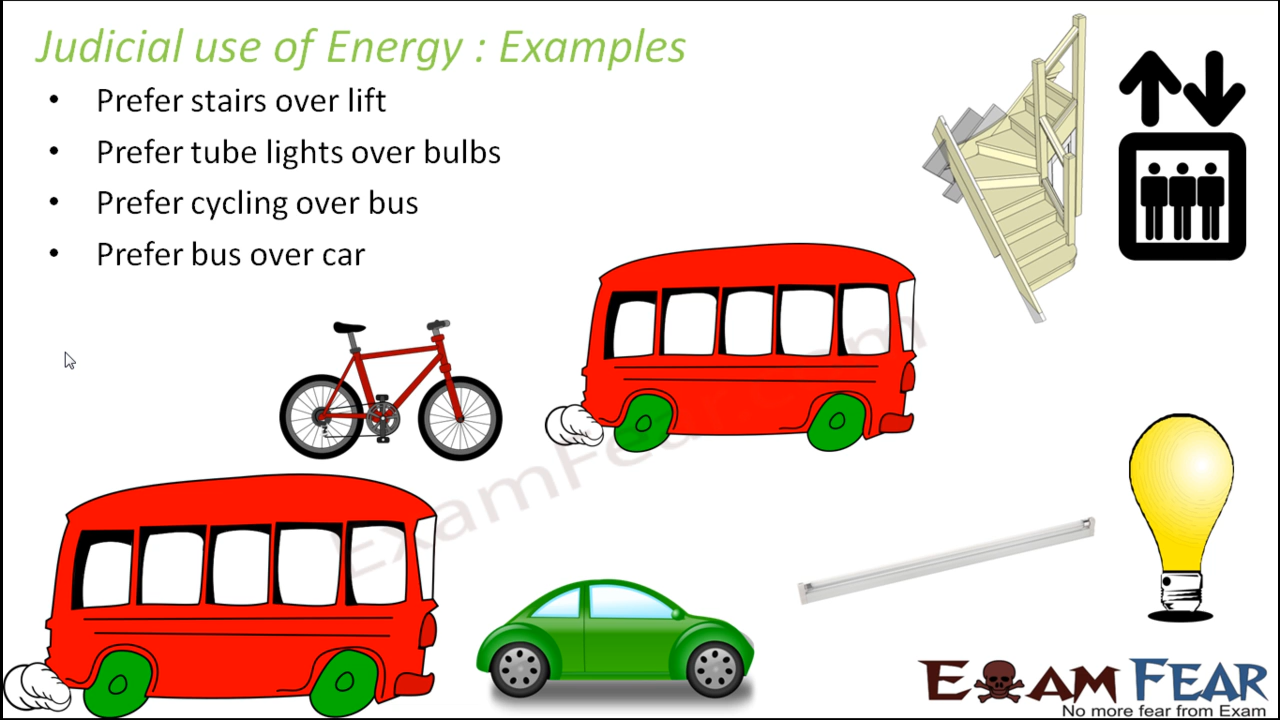 Judicial use of Energy : Examples
• Prefer stairs over lift
• Prefer tube lights over bulbs
• Prefer cycling over bus
• Prefer bus over car
ExamFear.com
EXAM FEAR
No more fear from Exam